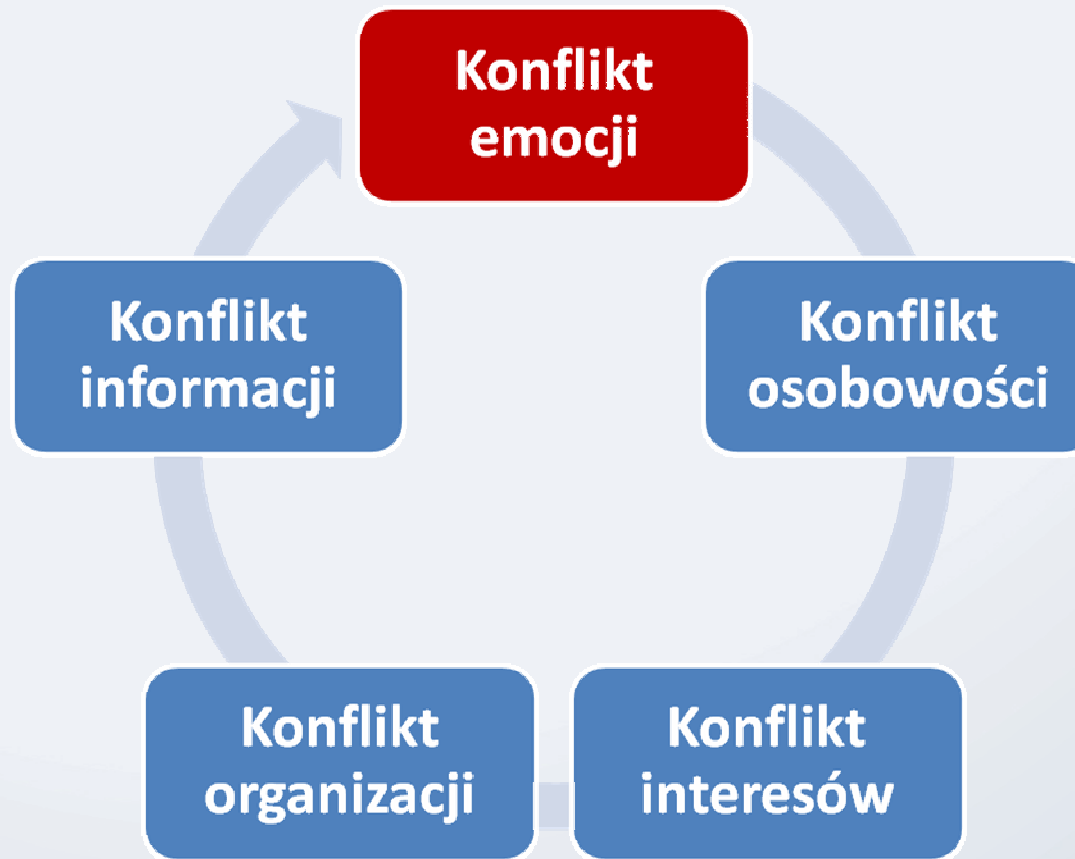 Konflikt
emocji
Konflikt
osobowości
Konflikt
interesów
Konflikt
organizacji
Konflikt
informacji